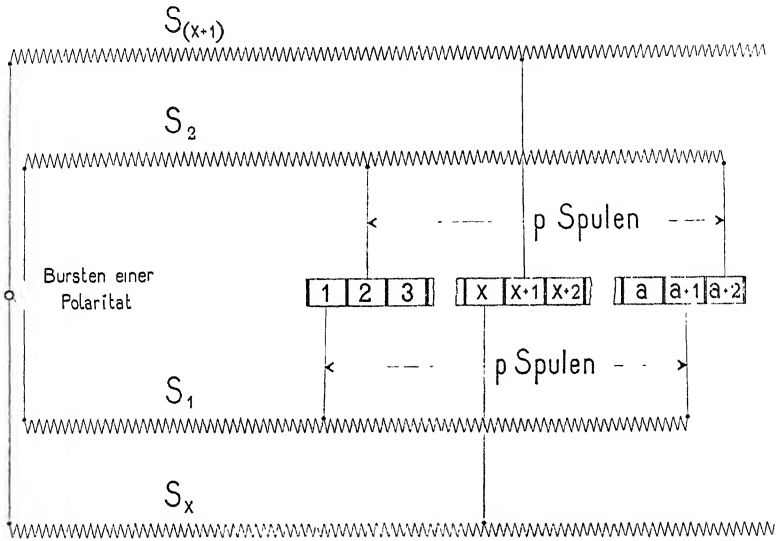 S(x+1)
S2
p Spulen
Bursten einer
Polaritat
1 2 3 x x+1 x+2 a a+1 a+2
p Spulen
S1
Sx